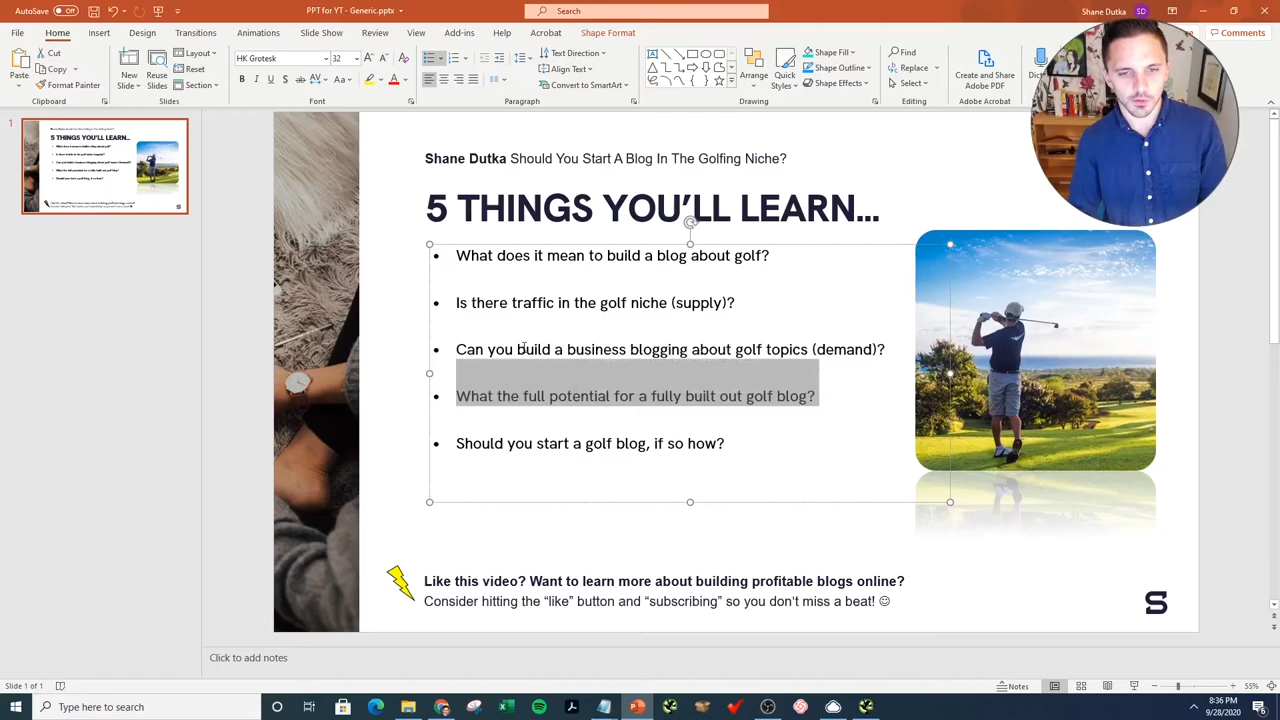 AutoSave Off
PPT for YT - Generic.pptx
Search
File Home Insert Design Transitions Animations Slide Show Review View Add-ins Help Acrobat Shape Format
Comments
Paste
Cut
Copy
Format Painter
Clipboard
New Slide
Reuse Slides
Layout
Reset
Section
Slides
HK Grotesk 32
Font
Text Direction
Align Text
Convert to SmartArt
Paragraph
Arrange
Quick Styles
Shape Fill
Shape Outline
Shape Effects
Drawing
Find
Replace
Select
Editing
Create and Share Adobe PDF
Adobe Acrobat
1
Shane Dutka Should You Start A Blog In The Golfing Niche?
5 THINGS YOU’LL LEARN...
• What does it mean to build a blog about golf?
• Is there traffic in the golf niche (supply)?
• Can you build a business blogging about golf topics (demand)?
• What the full potential for a fully built out golf blog?
• Should you start a golf blog, if so how?
Like this video? Want to learn more about building profitable blogs online?
Consider hitting the “like” button and “subscribing” so you don’t miss a beat! ☺
S
Click to add notes
Slide 1 of 1
Notes
55%
Type here to search
8:36 PM
9/28/2020